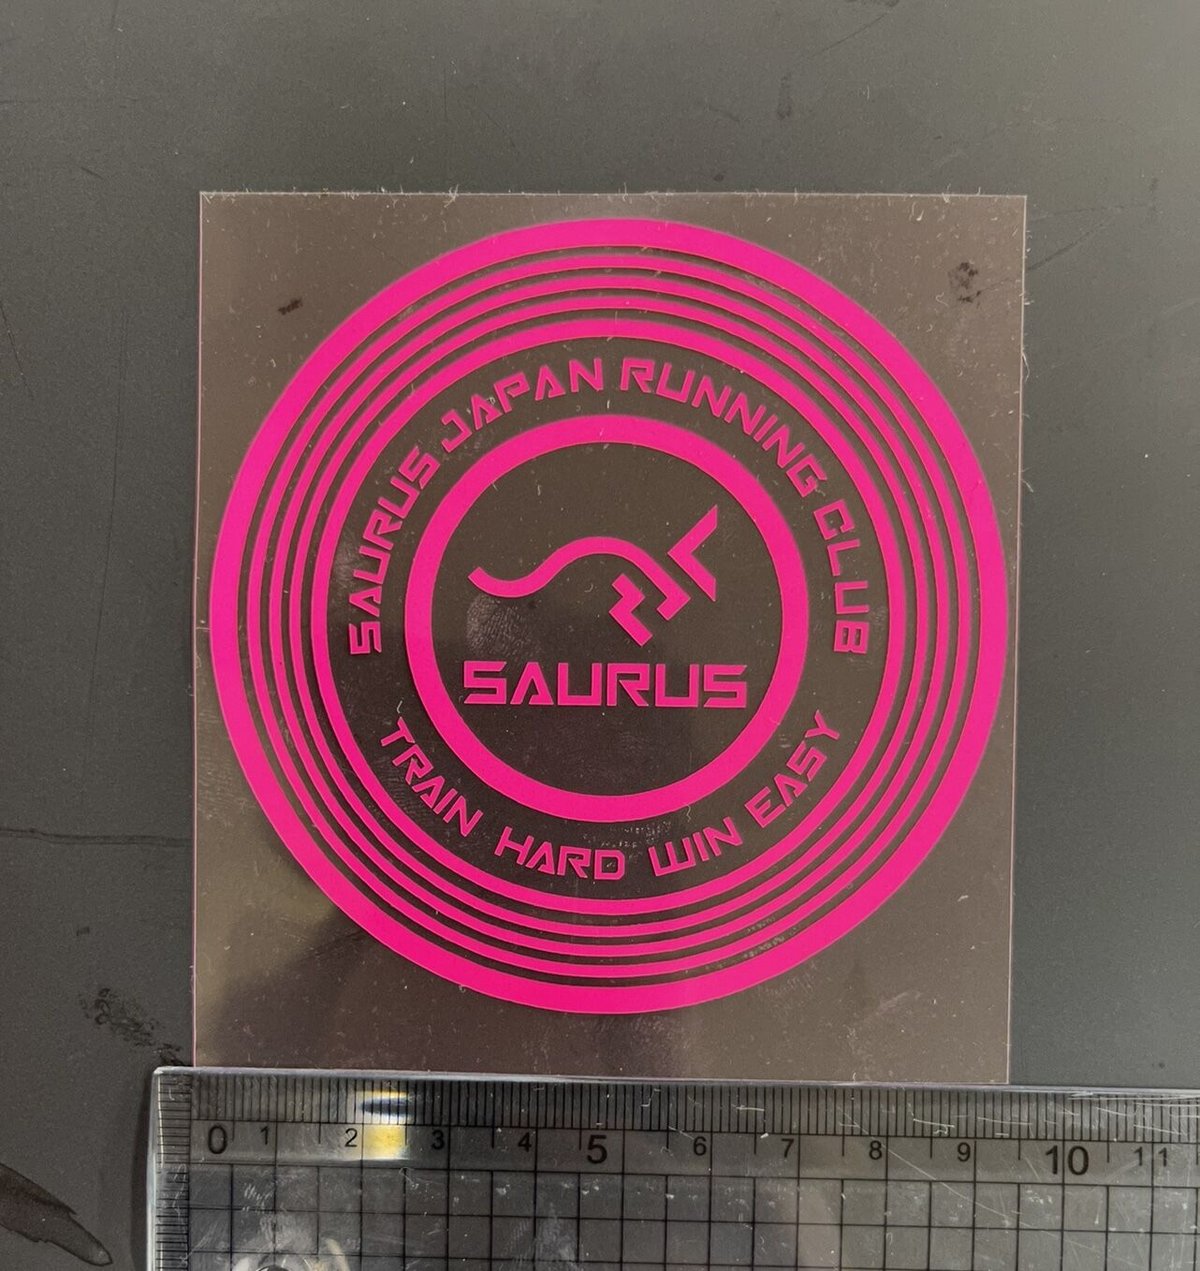 SAURUS JAPAN RUNNING CLUB
SAURUS
TRAIN HARD WIN EASY
0 1 2 3 4 5 6 7 8 9 10 11